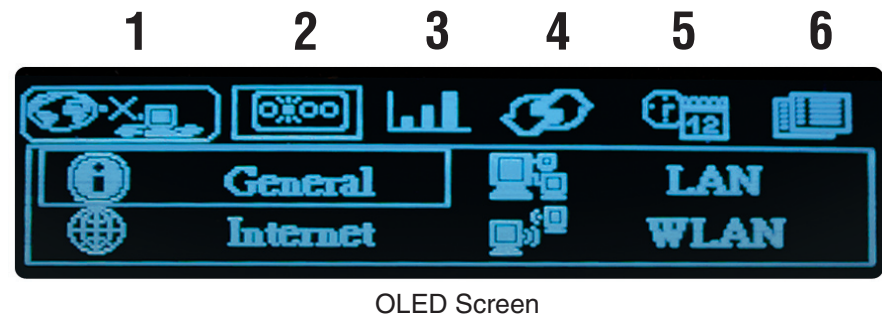 1 2 3 4 5 6
12
General LAN
Internet WLAN
OLED Screen